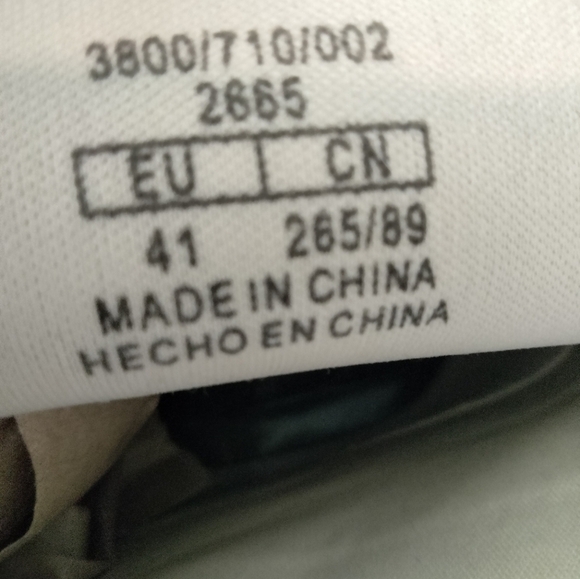 3800/710/002
2665
EU CN
41 265/89
MADE IN CHINA
HECHO EN CHINA